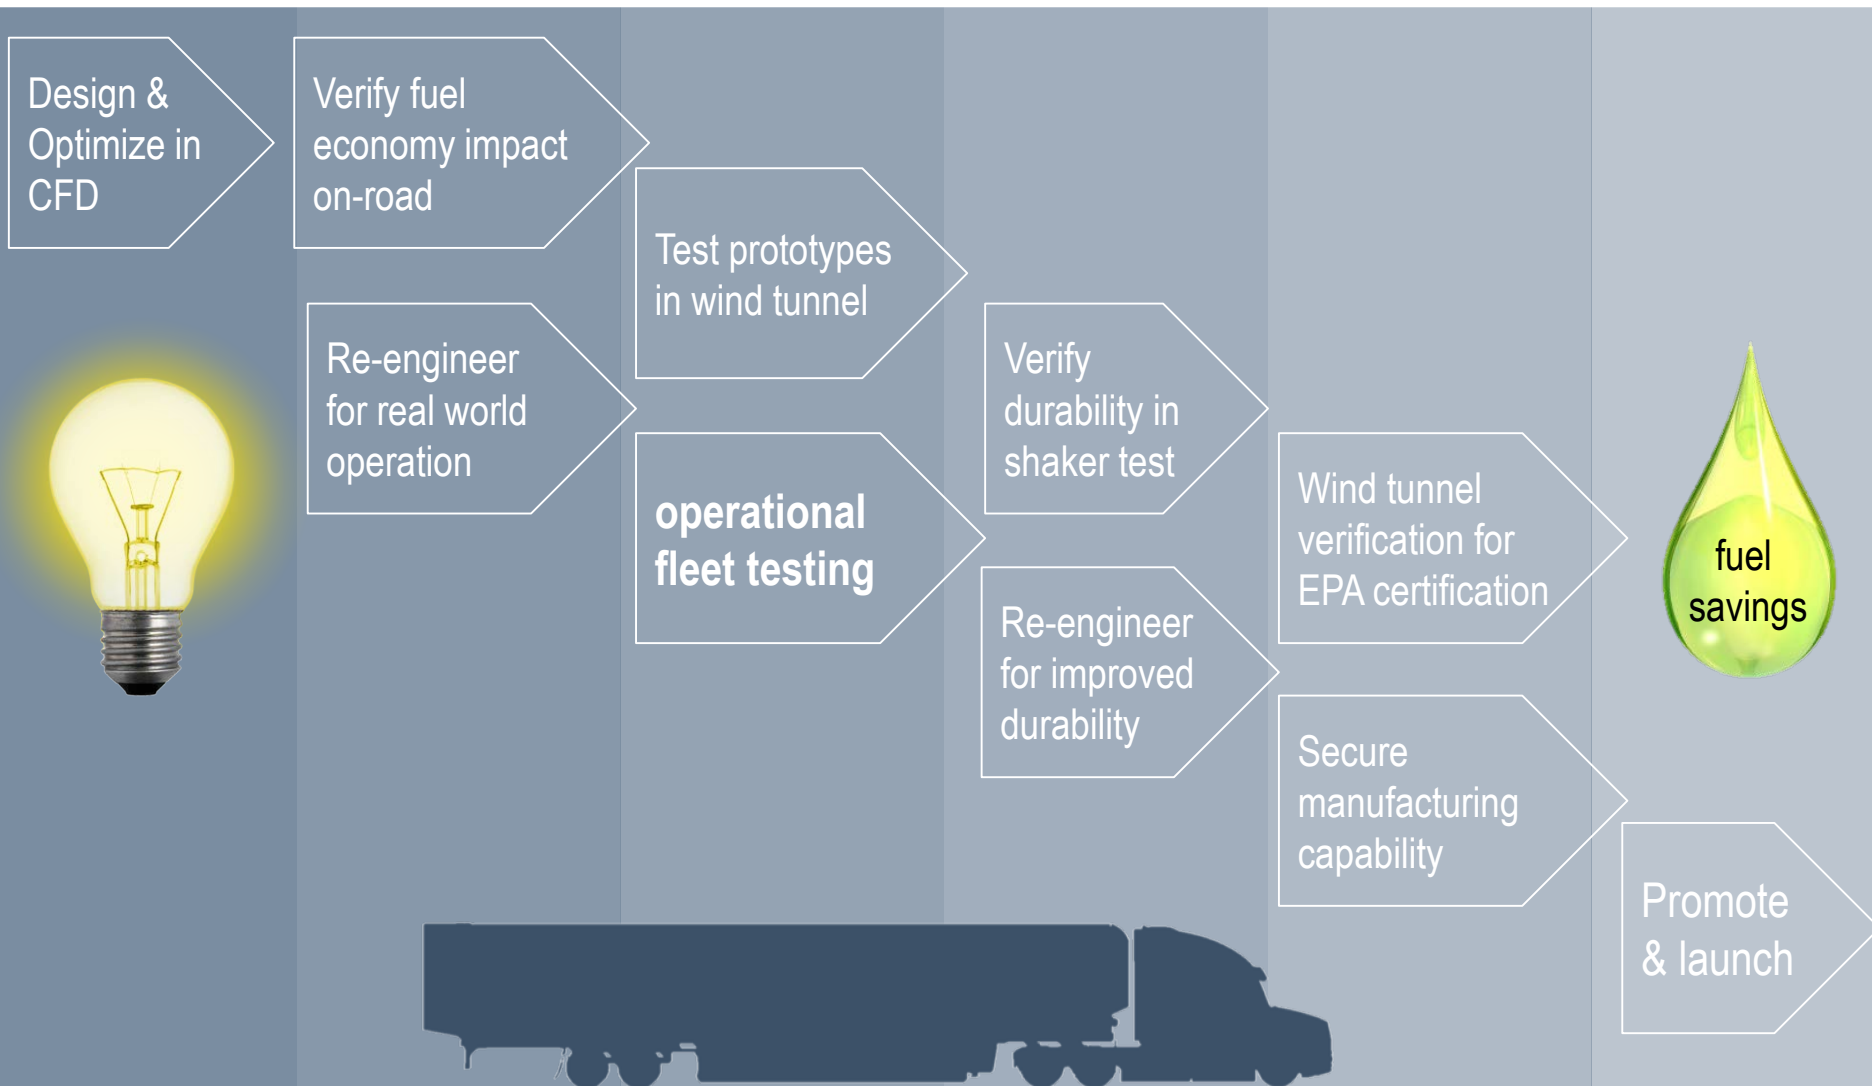 Design &
Optimize in
CFD
Verify fuel
economy impact
on-road
Re-engineer
for real world
operation
Test prototypes
in wind tunnel
operational
fleet testing
Verify
durability in
shaker test
Re-engineer
for improved
durability
Wind tunnel
verification for
EPA certification
Secure
manufacturing
capability
fuel
savings
Promote
& launch